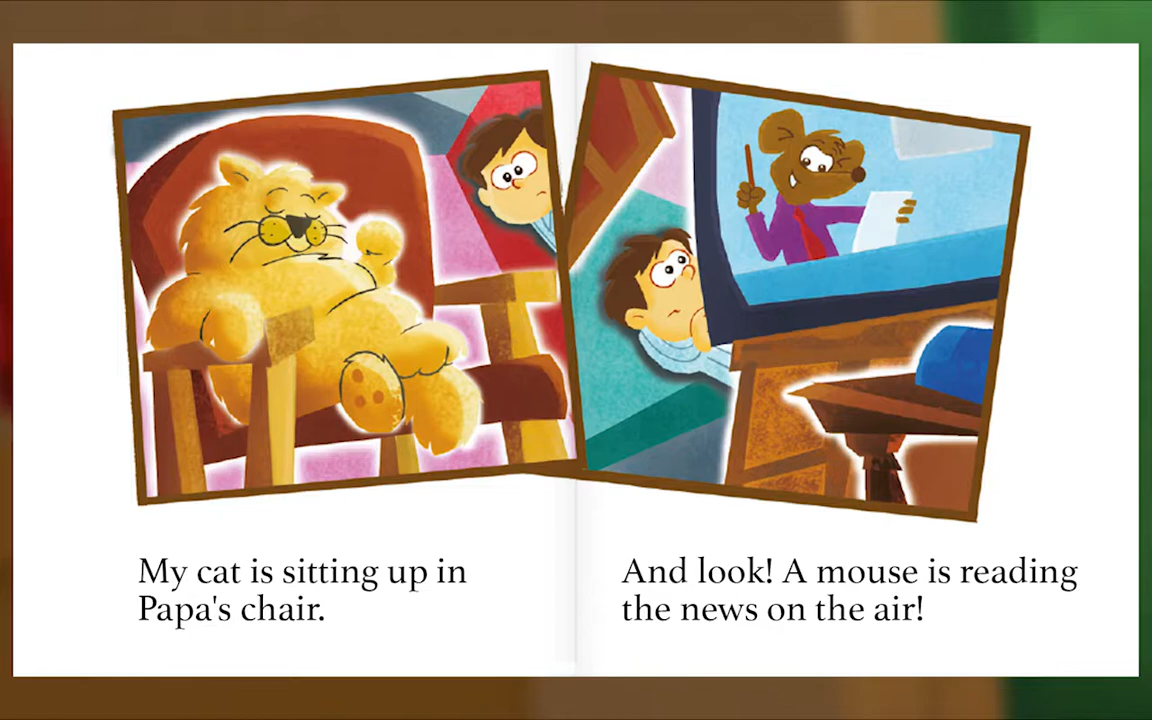 My cat is sitting up in
Papa's chair.
And look! A mouse is reading
the news on the air!